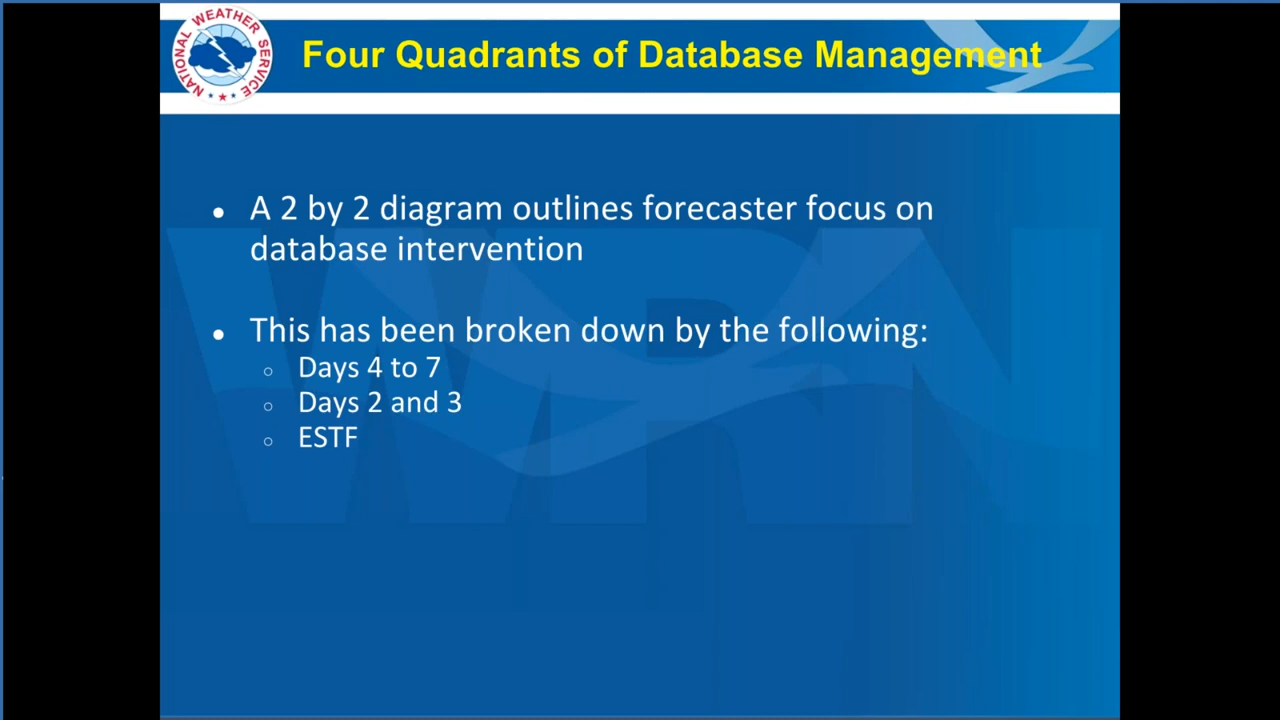 NATIONAL WEATHER SERVICE
Four Quadrants of Database Management
WRN
● A 2 by 2 diagram outlines forecaster focus on
database intervention
● This has been broken down by the following:
○ Days 4 to 7
○ Days 2 and 3
○ ESTF